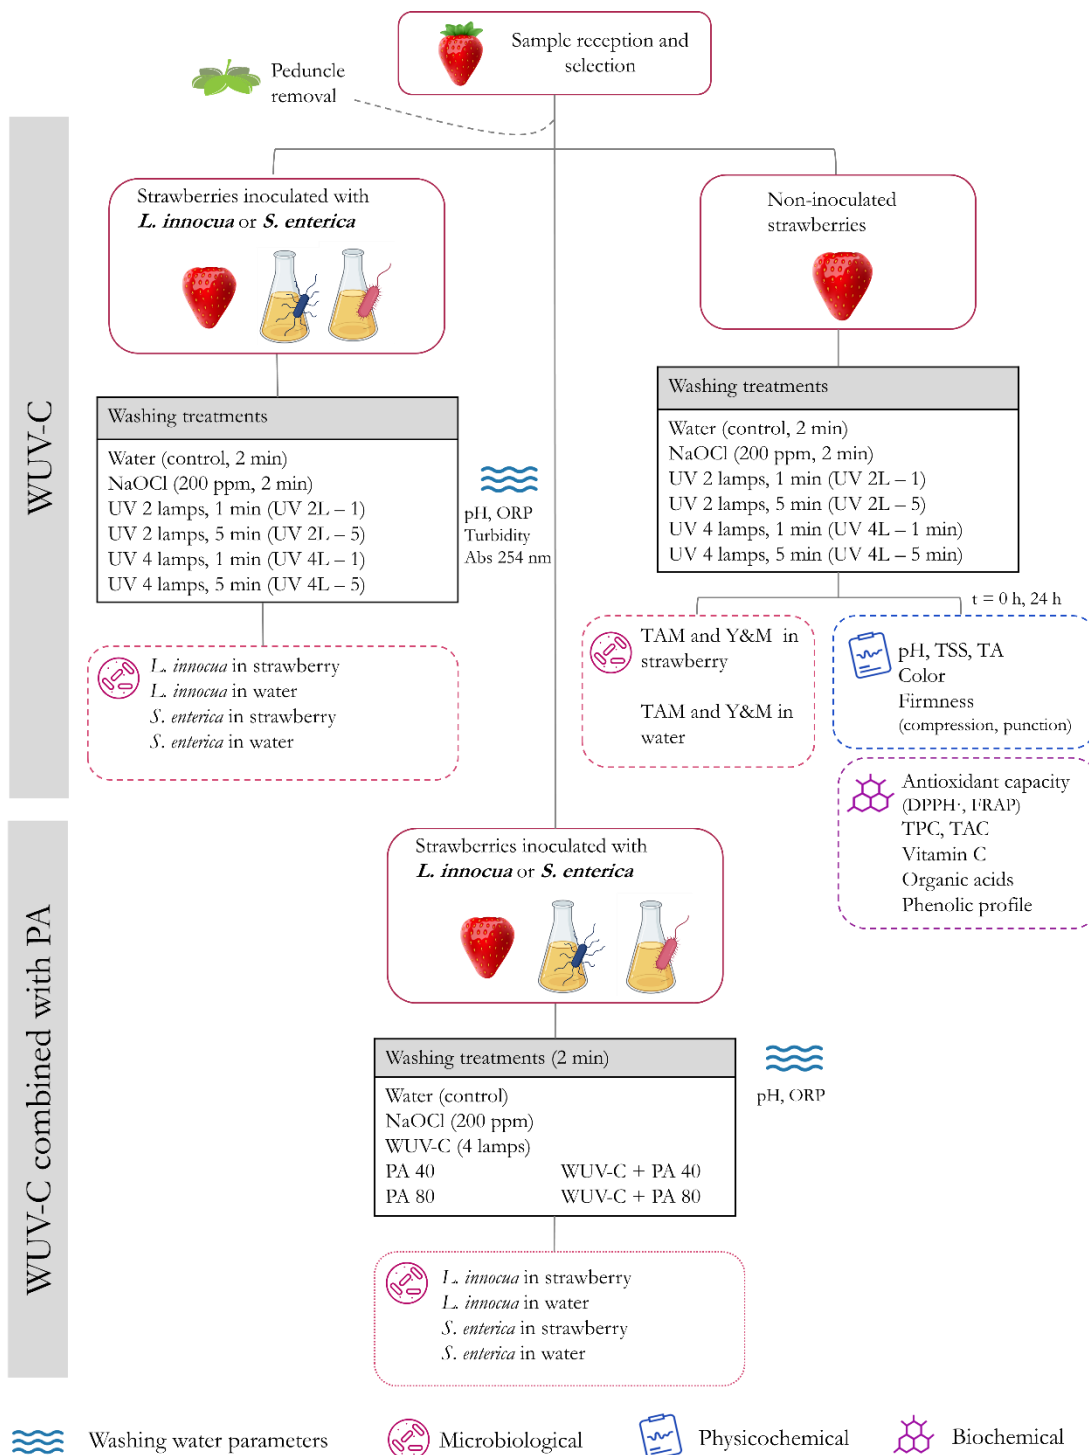 Sample reception and
selection
Peduncle
removal
WUV-C
Strawberries inoculated with
L. innocua or S. enterica
Non-inoculated
strawberries
Washing treatments
Water (control, 2 min)
NaOCl (200 ppm, 2 min)
UV 2 lamps, 1 min (UV 2L – 1)
UV 2 lamps, 5 min (UV 2L – 5)
UV 4 lamps, 1 min (UV 4L – 1)
UV 4 lamps, 5 min (UV 4L – 5)
pH, ORP
Turbidity
Abs 254 nm
Washing treatments
Water (control, 2 min)
NaOCl (200 ppm, 2 min)
UV 2 lamps, 1 min (UV 2L – 1)
UV 2 lamps, 5 min (UV 2L – 5)
UV 4 lamps, 1 min (UV 4L – 1 min)
UV 4 lamps, 5 min (UV 4L – 5 min)
t = 0 h, 24 h
L. innocua in strawberry
L. innocua in water
S. enterica in strawberry
S. enterica in water
TAM and Y&M in
strawberry
TAM and Y&M in
water
pH, TSS, TA
Color
Firmness
(compression, punction)
Antioxidant capacity
(DPPH·, FRAP)
TPC, TAC
Vitamin C
Organic acids
Phenolic profile
WUV-C combined with PA
Strawberries inoculated with
L. innocua or S. enterica
Washing treatments (2 min)
Water (control)
NaOCl (200 ppm)
WUV-C (4 lamps)
PA 40 WUV-C + PA 40
PA 80 WUV-C + PA 80
pH, ORP
L. innocua in strawberry
L. innocua in water
S. enterica in strawberry
S. enterica in water
Washing water parameters
Microbiological
Physicochemical
Biochemical